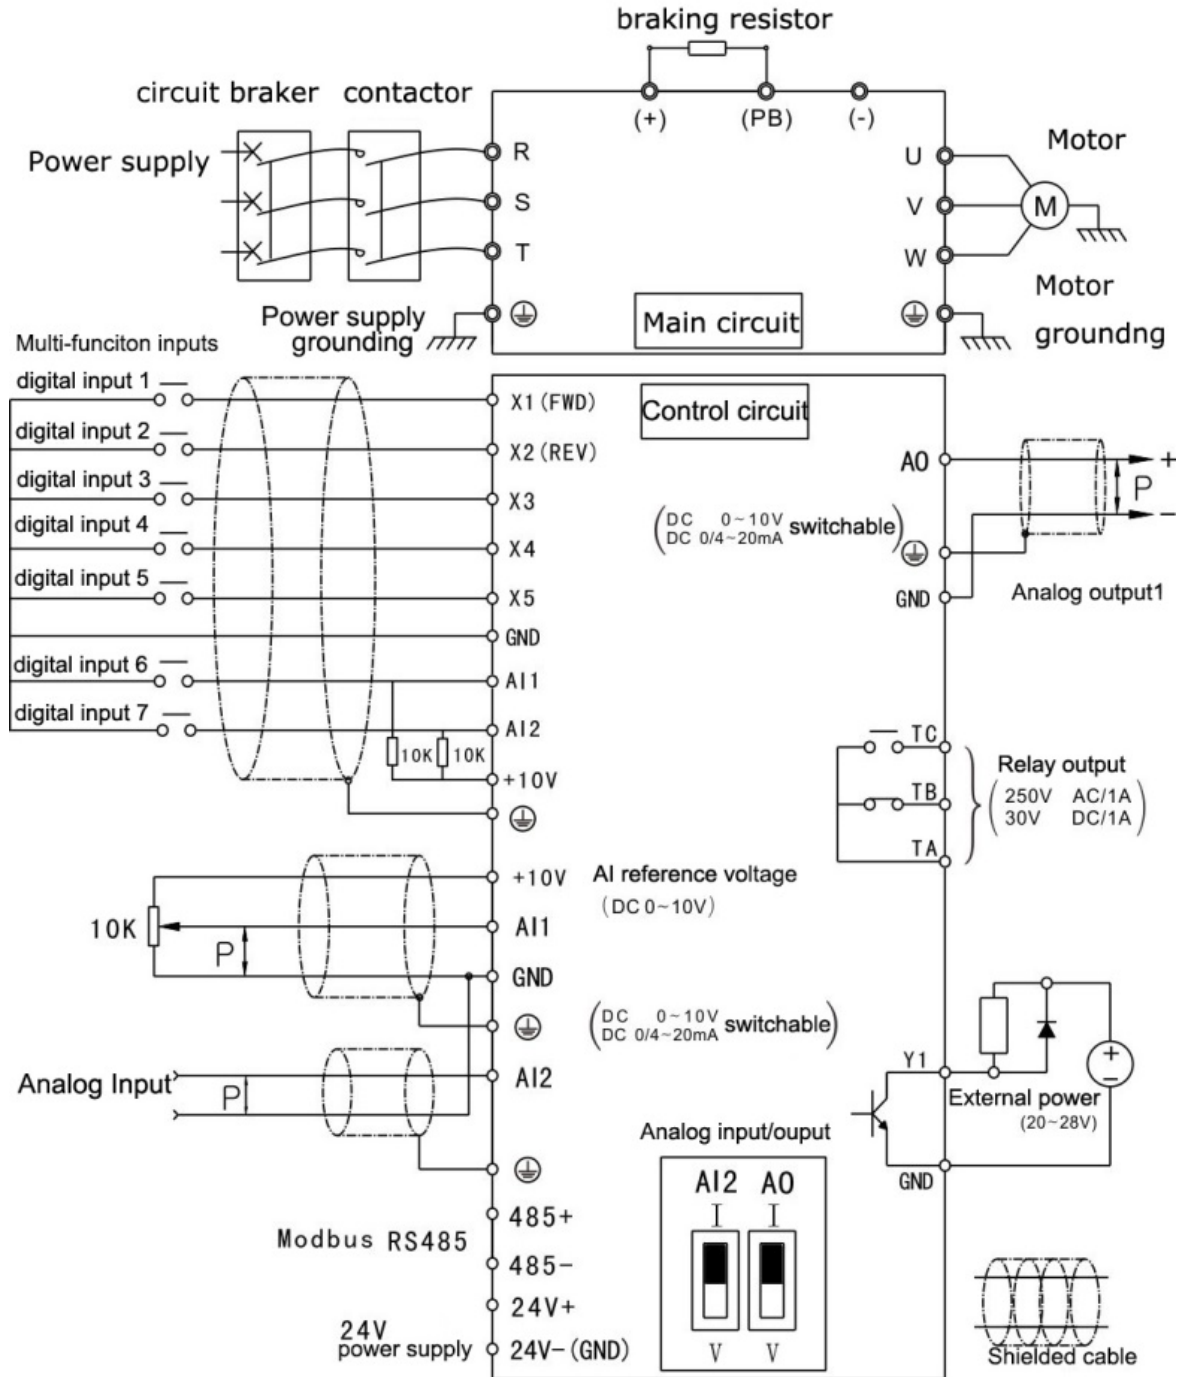 braking resistor
circuit braker contactor
(+) (PB) (-)
Power supply
R
S
T
U
V
W
Motor
M
Power supply
grounding
Main circuit
Motor
groundng
Multi-funciton inputs
digital input 1
X1(FWD)
Control circuit
digital input 2
X2(REV)
digital input 3
X3
digital input 4
X4
digital input 5
X5
GND
digital input 6
AI1
digital input 7
AI2
10K 10K
+10V
AO
+
P
−
(DC 0~10V
DC 0/4~20mA switchable)
GND
Analog output1
TC
TB
TA
Relay output
(250V AC/1A
30V DC/1A)
+10V
AI reference voltage
(DC 0~10V)
10K
AI1
P
GND
(DC 0~10V
DC 0/4~20mA switchable)
Analog Input
P
AI2
Y1
+
−
External power
(20~28V)
GND
Analog input/ouput
AI2 AO
I I
V V
485+
Modbus RS485
485-
24V+
24V
power supply
24V-(GND)
Shielded cable